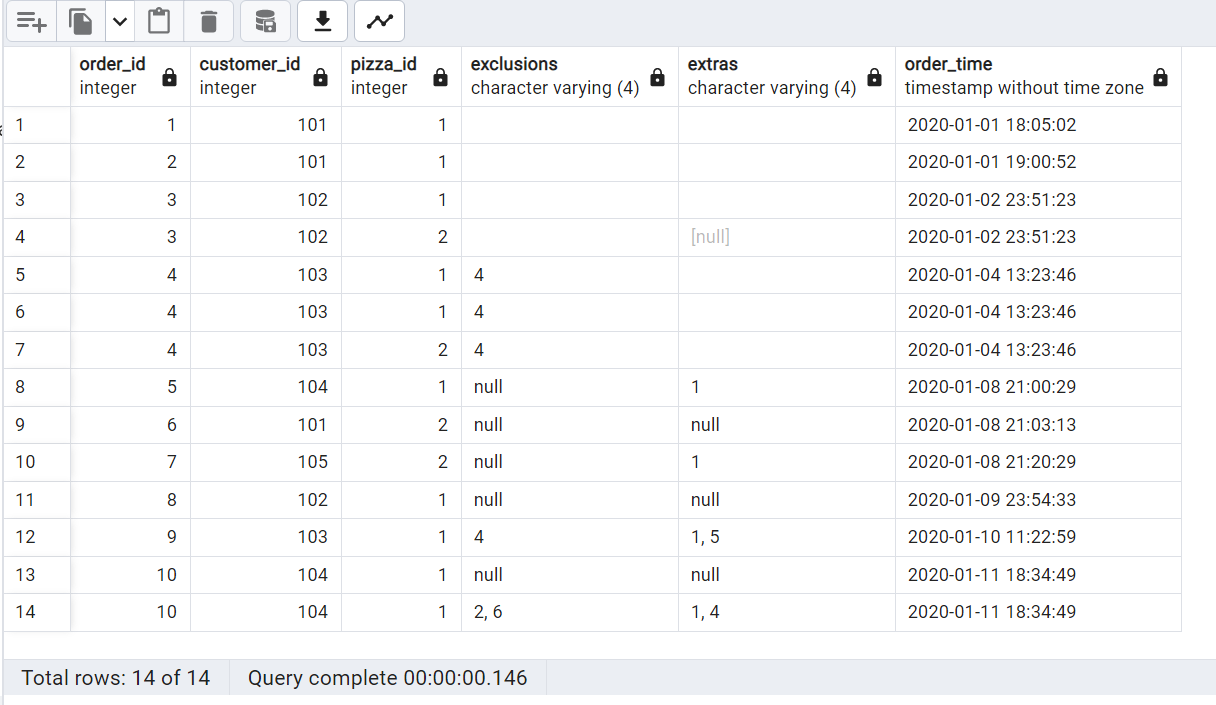 order_id customer_id pizza_id exclusions extras order_time
integer integer integer character varying (4) character varying (4) timestamp without time zone
1 1 101 1 2020-01-01 18:05:02
2 2 101 1 2020-01-01 19:00:52
3 3 102 1 2020-01-02 23:51:23
4 3 102 2 [null] 2020-01-02 23:51:23
5 4 103 1 4 2020-01-04 13:23:46
6 4 103 1 4 2020-01-04 13:23:46
7 4 103 2 4 2020-01-04 13:23:46
8 5 104 1 null 1 2020-01-08 21:00:29
9 6 101 2 null null 2020-01-08 21:03:13
10 7 105 2 null 1 2020-01-08 21:20:29
11 8 102 1 null null 2020-01-09 23:54:33
12 9 103 1 4 1, 5 2020-01-10 11:22:59
13 10 104 1 null null 2020-01-11 18:34:49
14 10 104 1 2, 6 1, 4 2020-01-11 18:34:49
Total rows: 14 of 14 Query complete 00:00:00.146